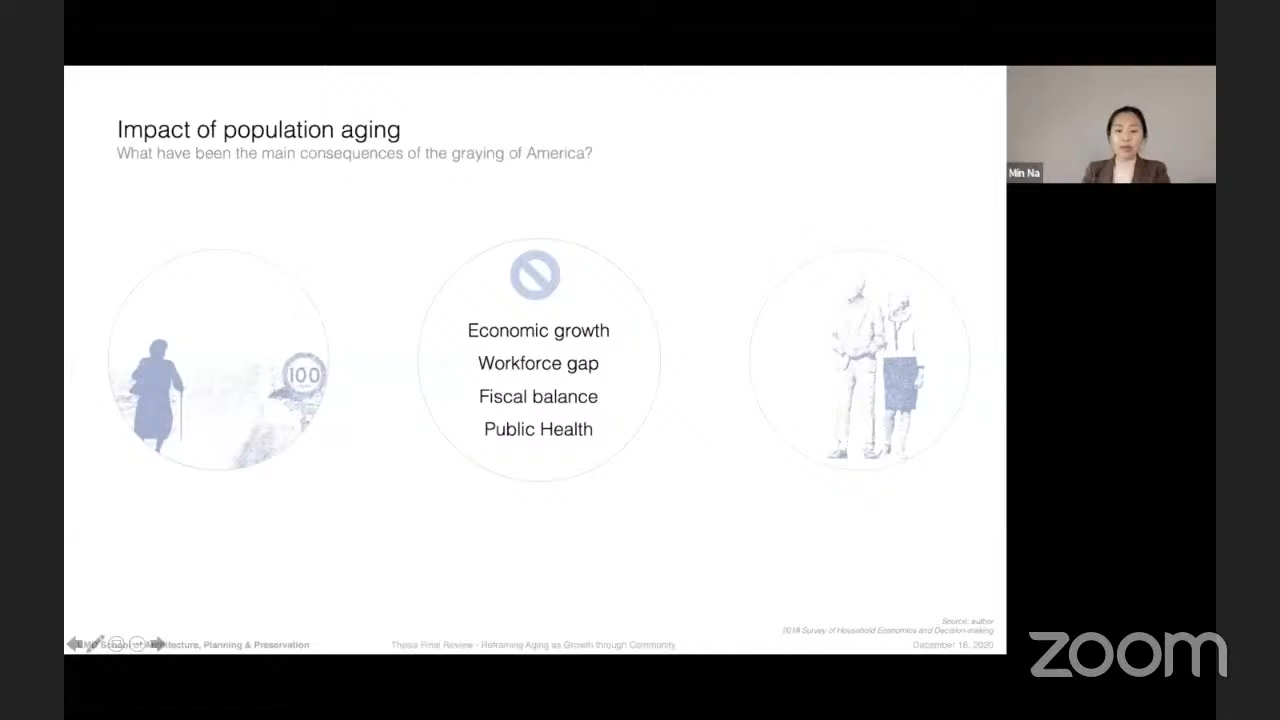 Impact of population aging
What have been the main consequences of the graying of America?
Min Na
100
Economic growth
Workforce gap
Fiscal balance
Public Health
Source: author
2018 Survey of Household Economics and Decision-making
School of Architecture, Planning & Preservation
Thesis Final Review - Reframing Aging as Growth through Community
December 16, 2020
zoom